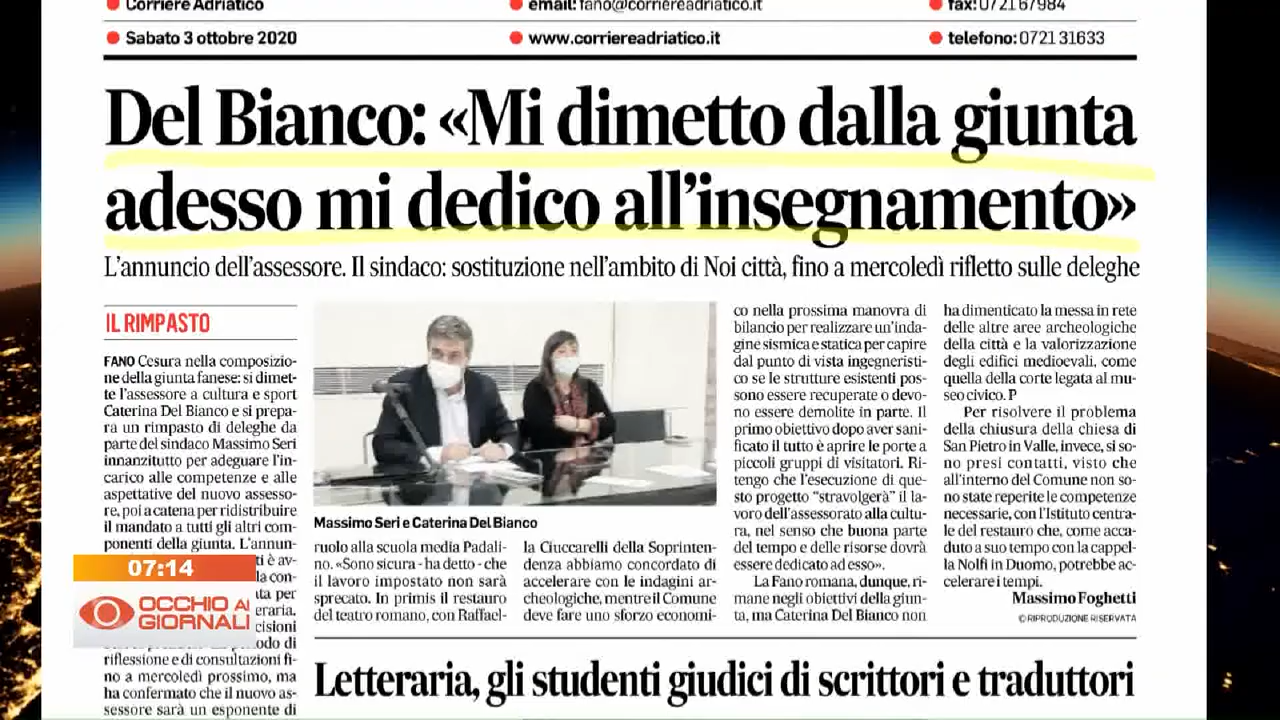 Corriere Adriatico
email: fano@corriereadriatico.it
fax: 0721 67984
Sabato 3 ottobre 2020
www.corriereadriatico.it
telefono: 0721 31633
Del Bianco: «Mi dimetto dalla giunta
adesso mi dedico all'insegnamento»
L'annuncio dell'assessore. Il sindaco: sostituzione nell'ambito di Noi città, fino a mercoledì rifletto sulle deleghe
IL RIMPASTO
FANO Cesura nella composizio-
ne della giunta fanese: si dimet-
te l'assessore a cultura e sport
Caterina Del Bianco e si prepa-
ra un rimpasto di deleghe da
parte del sindaco Massimo Seri
innanzitutto per adeguare l'in-
carico alle competenze e alle
aspettative del nuovo assesso-
re, poi a catena per ridistribuire
il mandato a tutti gli altri com-
ponenti della giunta. L'annun-
ti è av-
la con-
ata per
eraria,
cisioni
odo di
riflessione e di consultazioni fi-
no a mercoledì prossimo, ma
ha confermato che il nuovo as-
sessore sarà un esponente di
Massimo Seri e Caterina Del Bianco
ruolo alla scuola media Padali-
no. «Sono sicura - ha detto - che
il lavoro impostato non sarà
sprecato. In primis il restauro
del teatro romano, con Raffael-
la Ciuccarelli della Soprinten-
denza abbiamo concordato di
accelerare con le indagini ar-
cheologiche, mentre il Comune
deve fare uno sforzo economi-
co nella prossima manovra di
bilancio per realizzare un'inda-
gine sismica e statica per capire
dal punto di vista ingegneristi-
co se le strutture esistenti pos-
sono essere recuperate o devo-
no essere demolite in parte. Il
primo obiettivo dopo aver sani-
ficato il tutto è aprire le porte a
piccoli gruppi di visitatori. Ri-
tengo che l'esecuzione di que-
sto progetto “stravolgerà” il la-
voro dell'assessorato alla cultu-
ra, nel senso che buona parte
del tempo e delle risorse dovrà
essere dedicato ad esso».
La Fano romana, dunque, ri-
mane negli obiettivi della giun-
ta, ma Caterina Del Bianco non
ha dimenticato la messa in rete
delle altre aree archeologiche
della città e la valorizzazione
degli edifici medioevali, come
quella della corte legata al mu-
seo civico. P
Per risolvere il problema
della chiusura della chiesa di
San Pietro in Valle, invece, si so-
no presi contatti, visto che
all'interno del Comune non so-
no state reperite le competenze
necessarie, con l'Istituto centra-
le del restauro che, come acca-
duto a suo tempo con la cappel-
la Nolfi in Duomo, potrebbe ac-
celerare i tempi.
Massimo Foghetti
© RIPRODUZIONE RISERVATA
Letteraria, gli studenti giudici di scrittori e traduttori
07:14
OCCHIO AI
GIORNALI